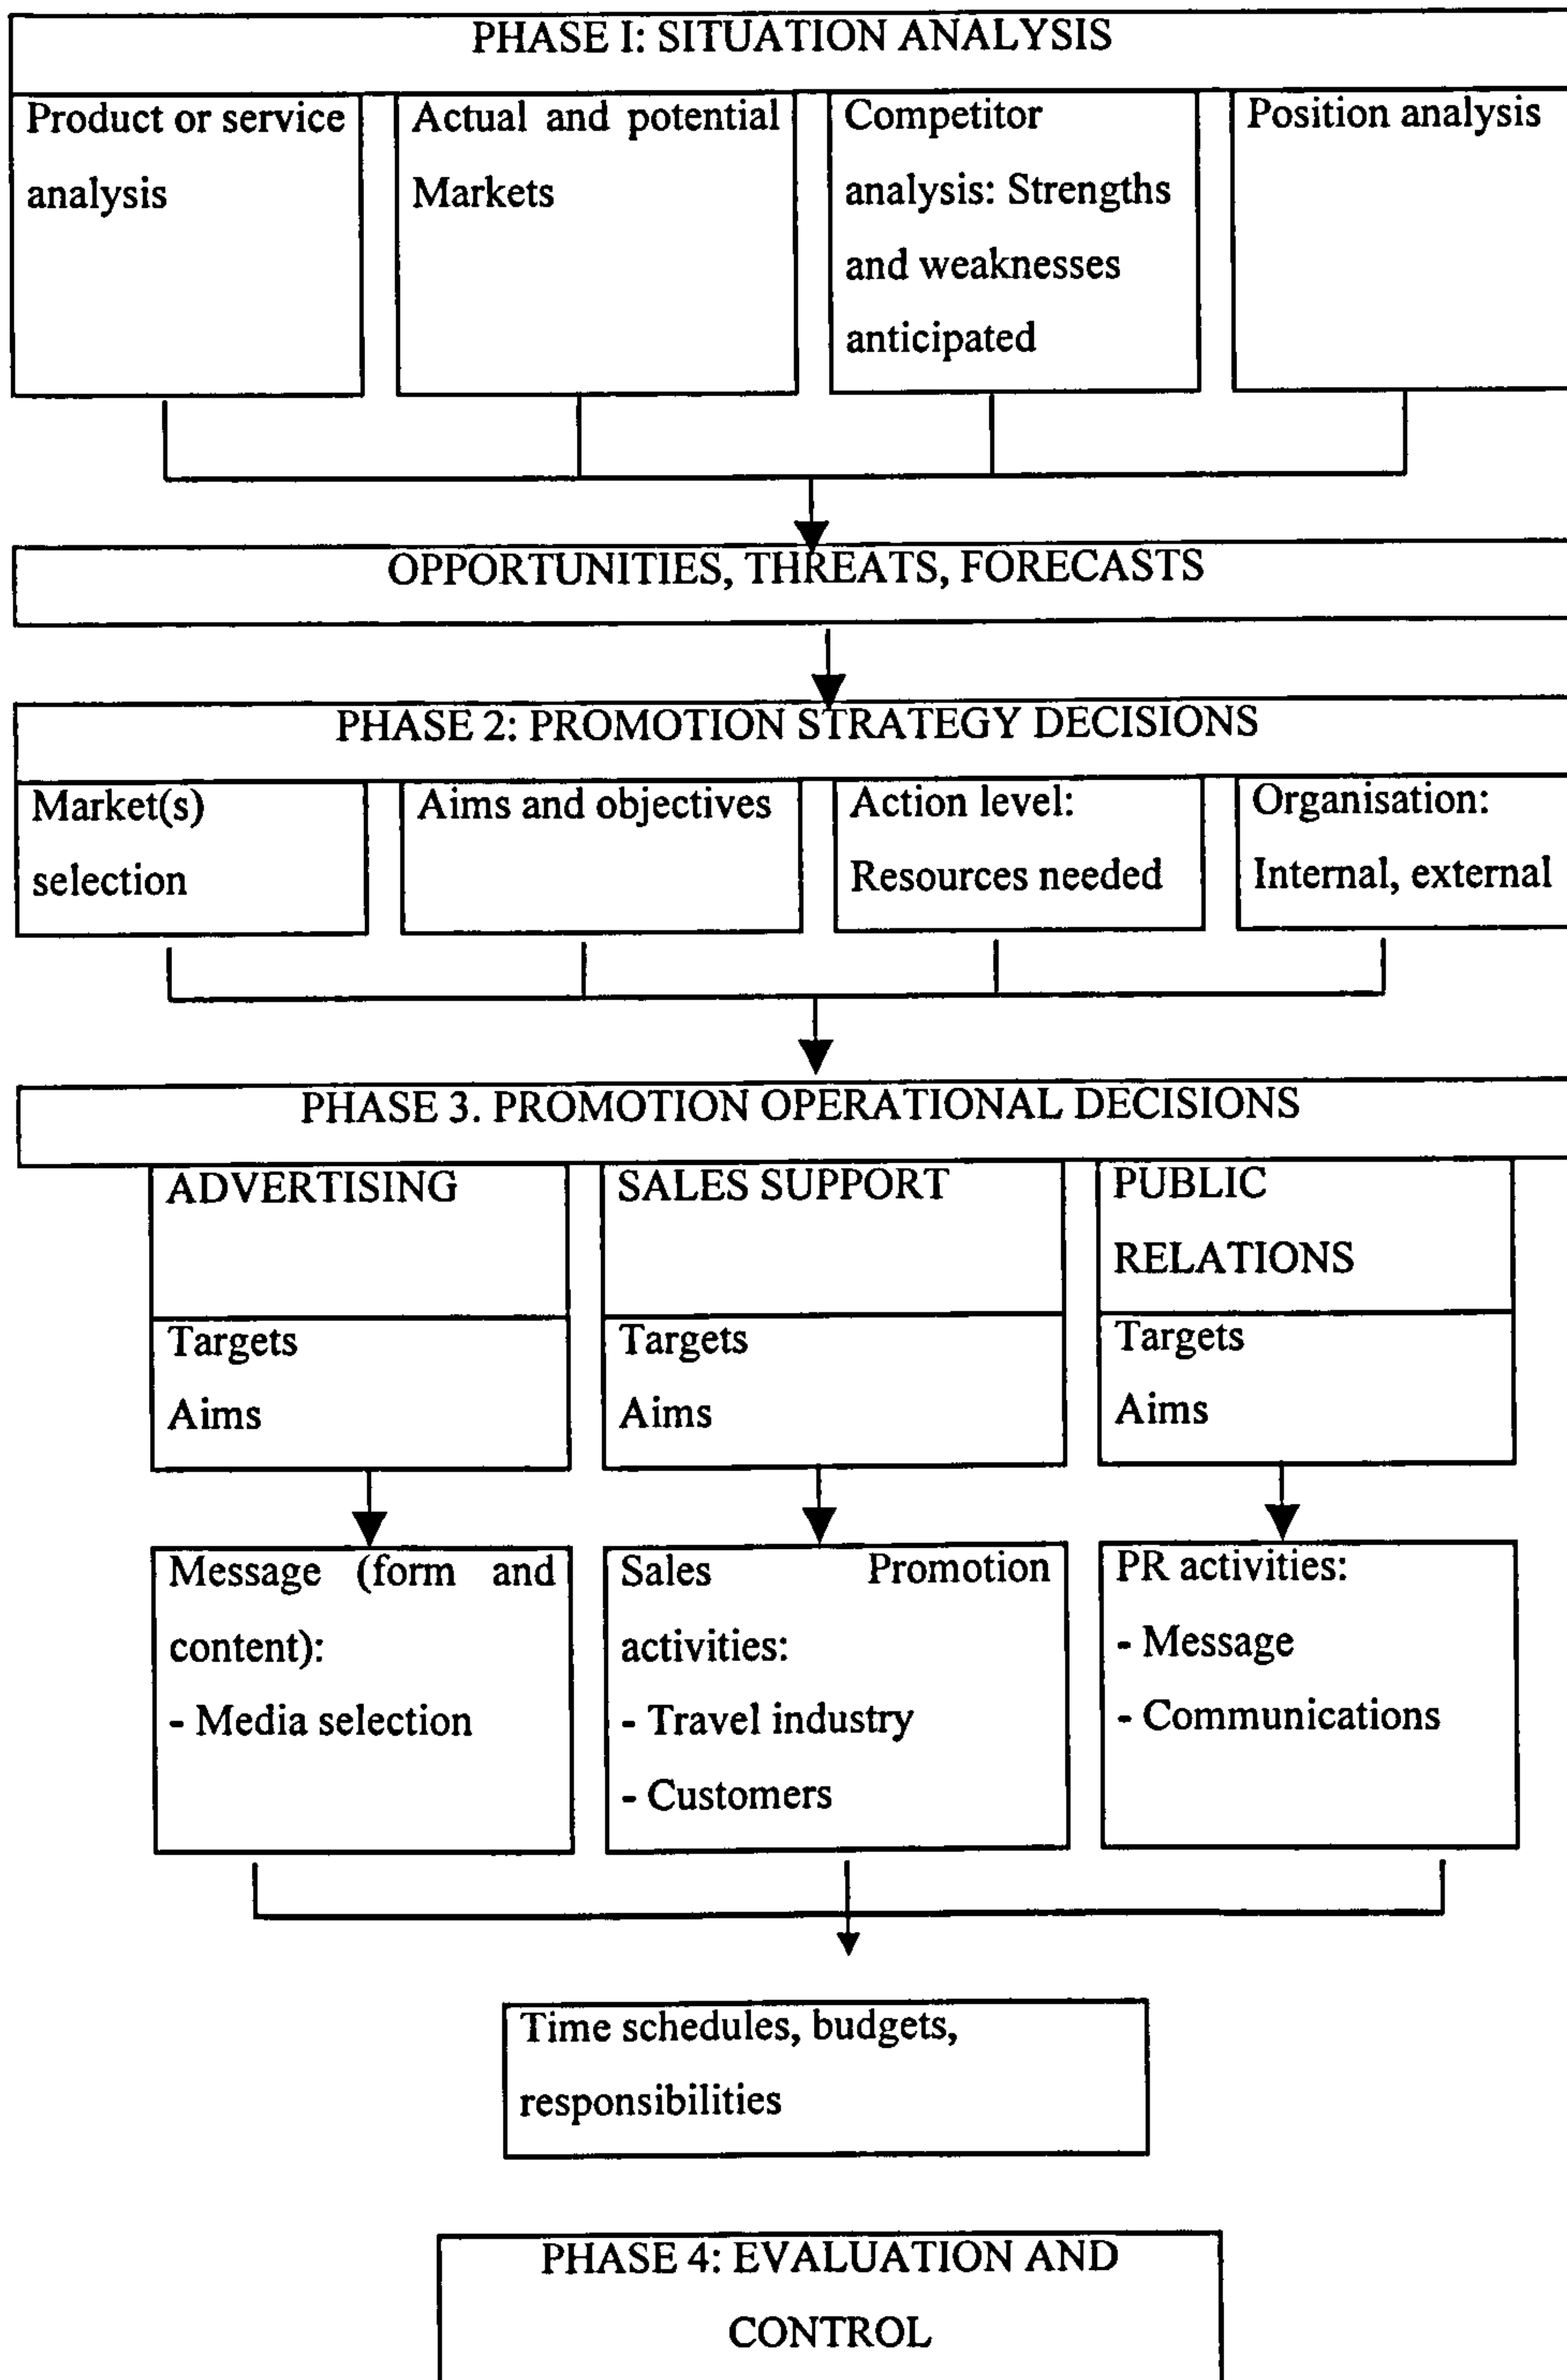 PHASE I: SITUATION ANALYSIS
Product or service
analysis
Actual and potential
Markets
Competitor
analysis: Strengths
and weaknesses
anticipated
Position analysis
OPPORTUNITIES, THREATS, FORECASTS
PHASE 2: PROMOTION STRATEGY DECISIONS
Market(s)
selection
Aims and objectives
Action level:
Resources needed
Organisation:
Internal, external
PHASE 3. PROMOTION OPERATIONAL DECISIONS
ADVERTISING
Targets
Aims
SALES SUPPORT
Targets
Aims
PUBLIC
RELATIONS
Targets
Aims
Message (form and
content):
- Media selection
Sales Promotion
activities:
- Travel industry
- Customers
PR activities:
- Message
- Communications
Time schedules, budgets,
responsibilities
PHASE 4: EVALUATION AND
CONTROL